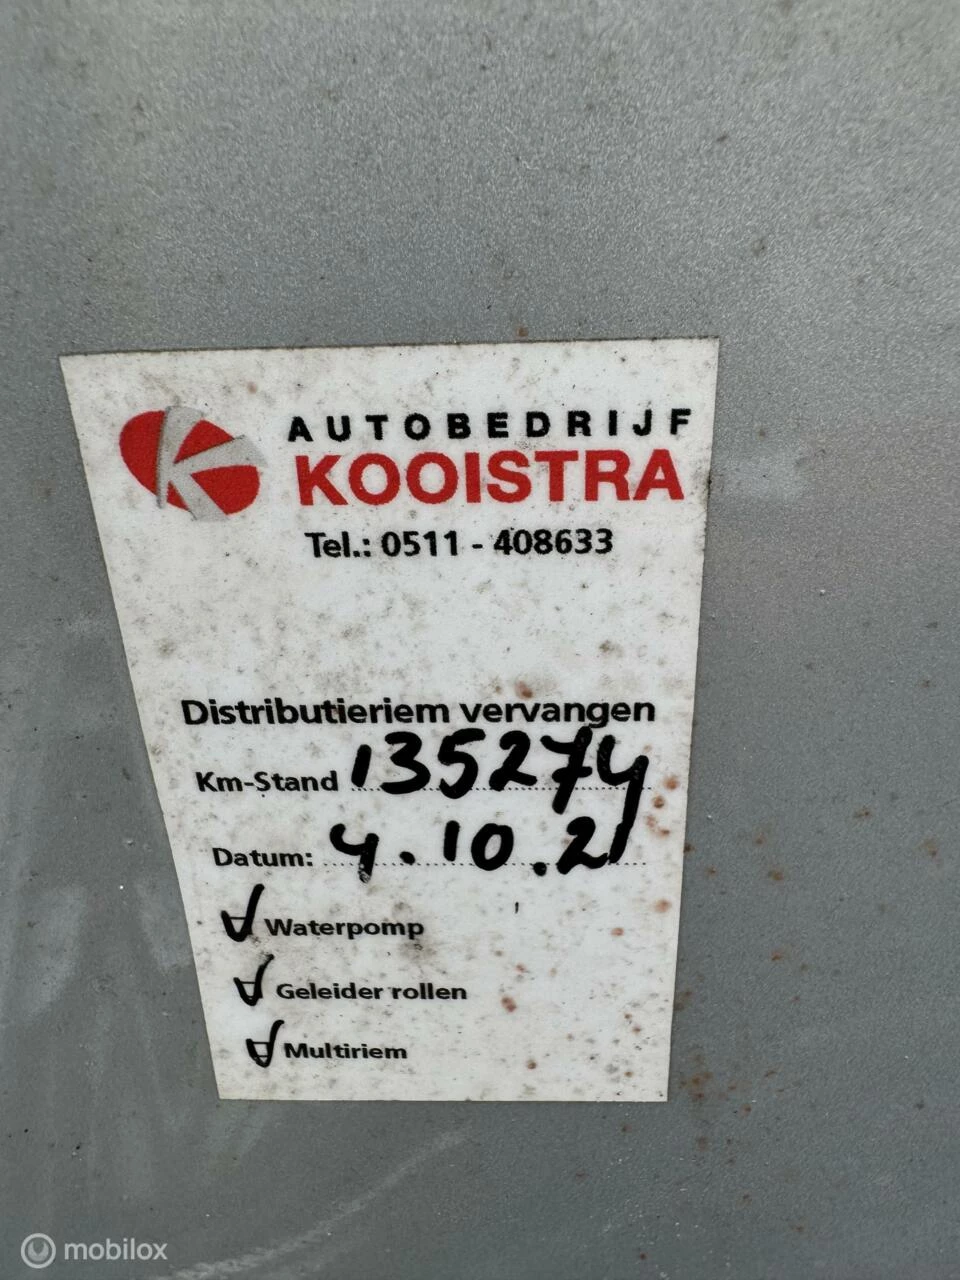 AUTOBEDRIJF
KOOISTRA
Tel.: 0511 - 408633
Distributieriem vervangen
Km-Stand 135274
Datum: 4.10.21
Waterpomp
Geleider rollen
Multiriem
mobilox